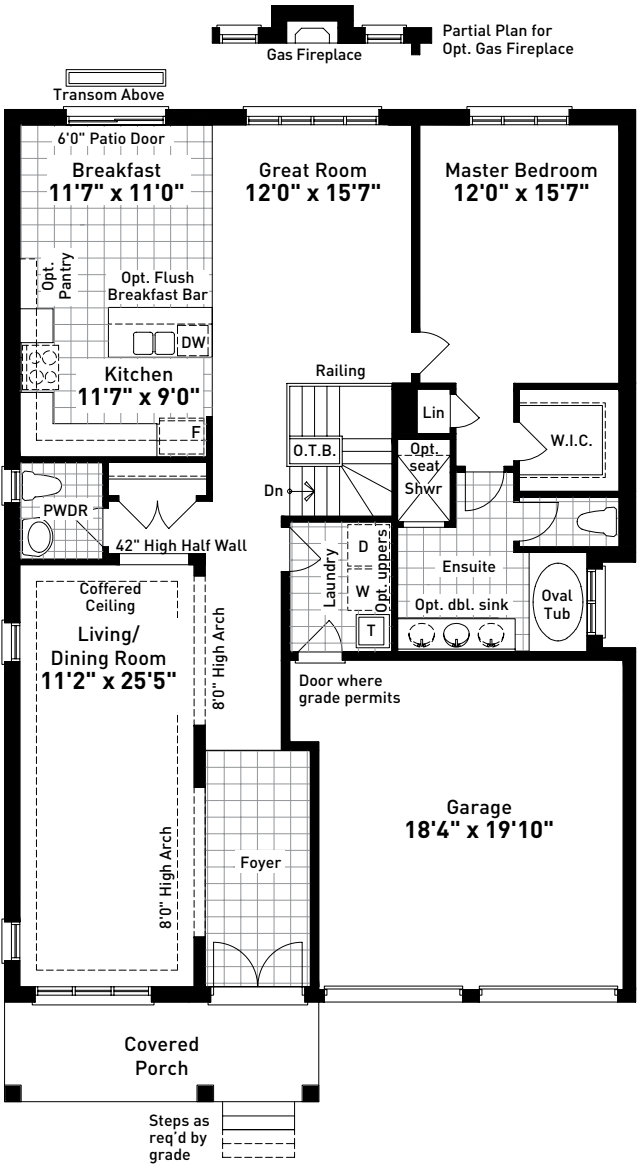 Partial Plan for
Opt. Gas Fireplace
Gas Fireplace
Transom Above
6'0" Patio Door
Breakfast
11'7" x 11'0"
Great Room
12'0" x 15'7"
Master Bedroom
12'0" x 15'7"
Opt.
Pantry
Opt. Flush
Breakfast Bar
DW
Kitchen
11'7" x 9'0"
F
Railing
Lin
O.T.B.
Opt.
seat
Shwr
W.I.C.
Dn
PWDR
42" High Half Wall
D
W
T
Laundry
Opt. uppers
Ensuite
Opt. dbl. sink
Oval
Tub
Coffered
Ceiling
Living/
Dining Room
11'2" x 25'5"
8'0" High Arch
Door where
grade permits
Garage
18'4" x 19'10"
8'0" High Arch
Foyer
Covered
Porch
Steps as
req'd by
grade